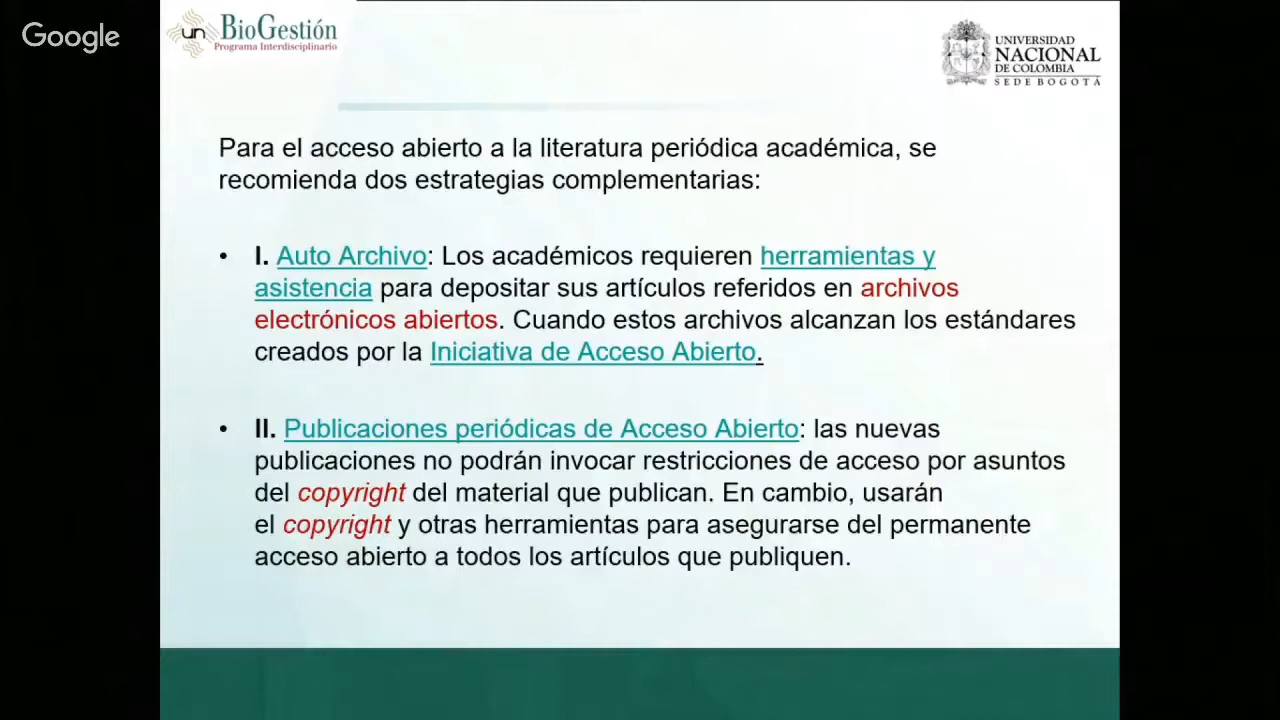 Google
un BioGestión
Programa Interdisciplinario
UNIVERSIDAD
NACIONAL
DE COLOMBIA
SEDE BOGOTÁ
Para el acceso abierto a la literatura periódica académica, se
recomienda dos estrategias complementarias:
• I. Auto Archivo: Los académicos requieren herramientas y
asistencia para depositar sus artículos referidos en archivos
electrónicos abiertos. Cuando estos archivos alcanzan los estándares
creados por la Iniciativa de Acceso Abierto.
• II. Publicaciones periódicas de Acceso Abierto: las nuevas
publicaciones no podrán invocar restricciones de acceso por asuntos
del copyright del material que publican. En cambio, usarán
el copyright y otras herramientas para asegurarse del permanente
acceso abierto a todos los artículos que publiquen.